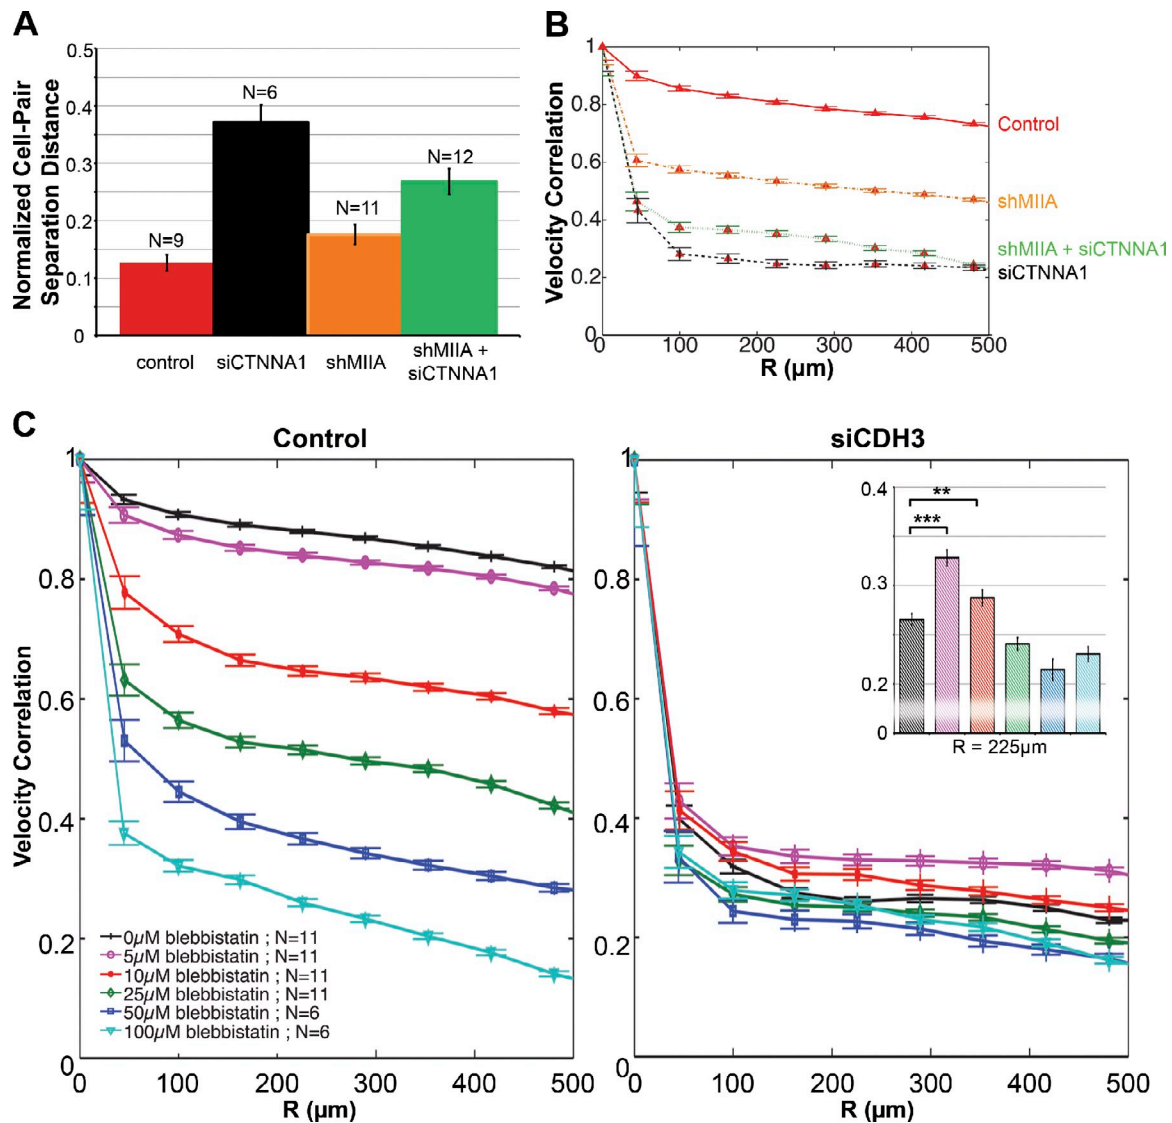 A
Normalized Cell-Pair
Separation Distance
0.5
0.4
0.3
0.2
0.1
0
N=9
N=6
N=11
N=12
control
siCTNNA1
shMIIA
shMIIA +
siCTNNA1
B
Velocity Correlation
1
0.8
0.6
0.4
0.2
0
0
100
200
300
400
500
R (μm)
Control
shMIIA
shMIIA + siCTNNA1
siCTNNA1
C
Control
Velocity Correlation
1
0.8
0.6
0.4
0.2
0
0μM blebbistatin ; N=11
5μM blebbistatin ; N=11
10μM blebbistatin ; N=11
25μM blebbistatin ; N=11
50μM blebbistatin ; N=6
100μM blebbistatin ; N=6
0
100
200
300
400
500
R (μm)
siCDH3
1
0.8
0.6
0.4
0.2
0
0.4
0.3
0.2
0
**
***
R = 225μm
0
100
200
300
400
500
R (μm)